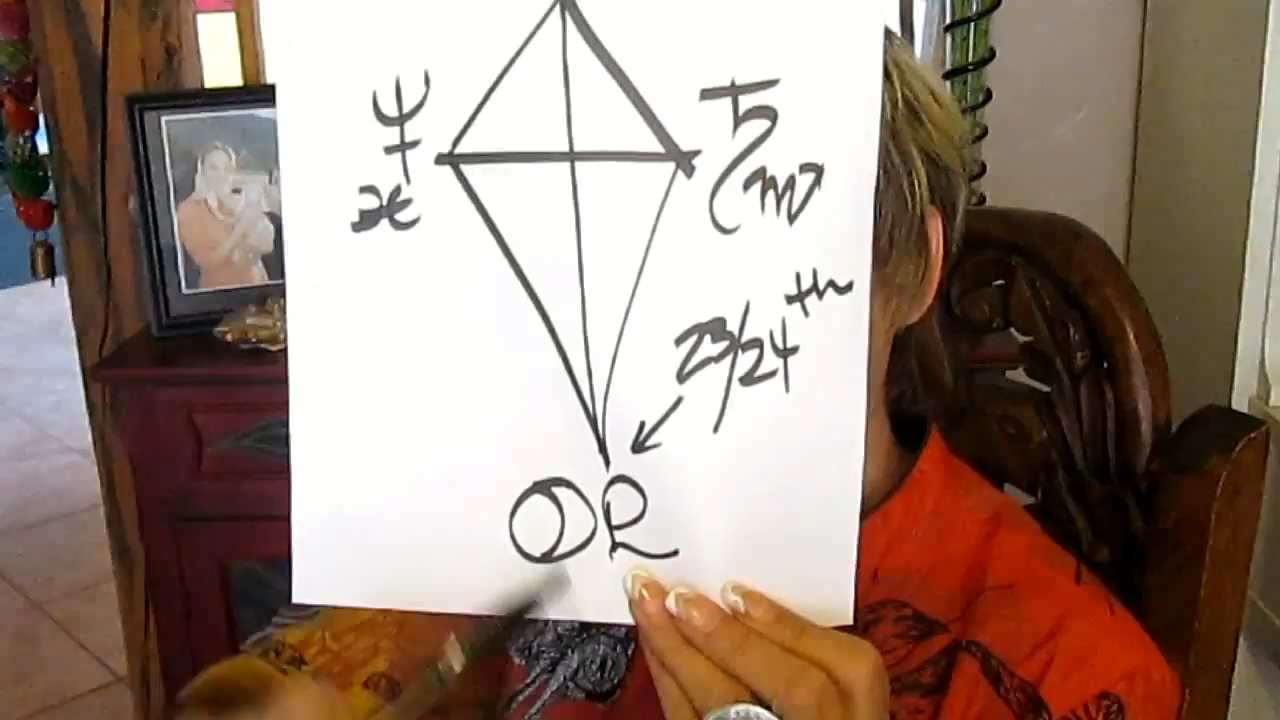 ♆ ♄
♓ ♏
23/24th